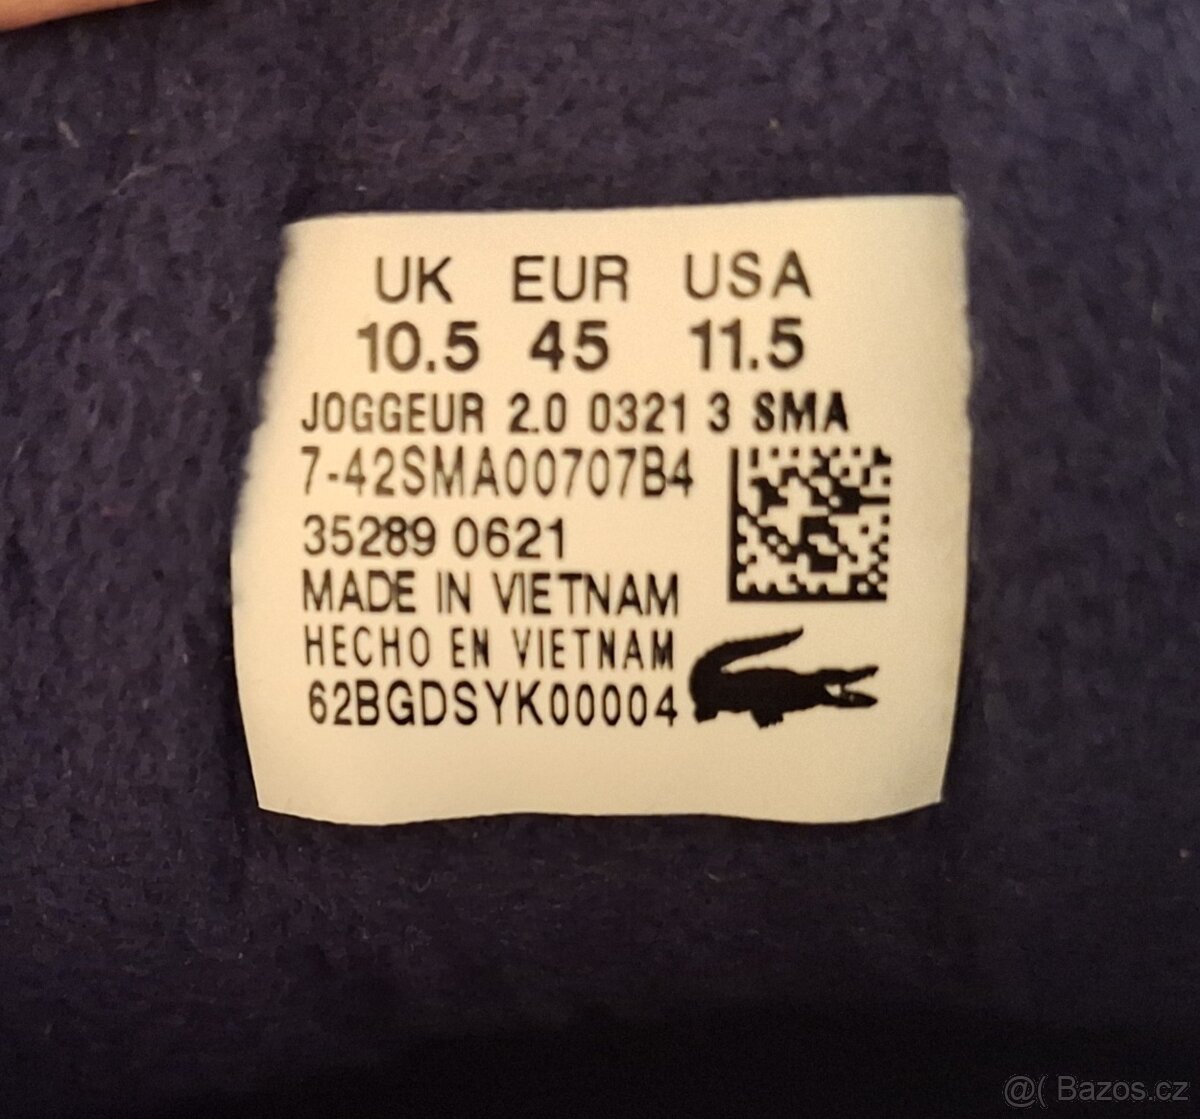 UK EUR USA
10.5 45 11.5
JOGGEUR 2.0 0321 3 SMA
7-42SMA00707B4
35289 0621
MADE IN VIETNAM
HECHO EN VIETNAM
62BGDSYK00004
@( Bazos.cz